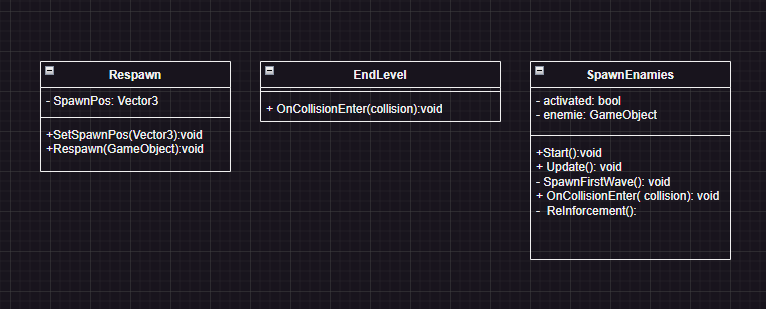 Respawn
- SpawnPos: Vector3
+SetSpawnPos(Vector3):void
+Respawn(GameObject):void
EndLevel
+ OnCollisionEnter(collision):void
SpawnEnamies
- activated: bool
- enemie: GameObject
+Start():void
+ Update(): void
- SpawnFirstWave(): void
+ OnCollisionEnter( collision): void
- ReInforcement():